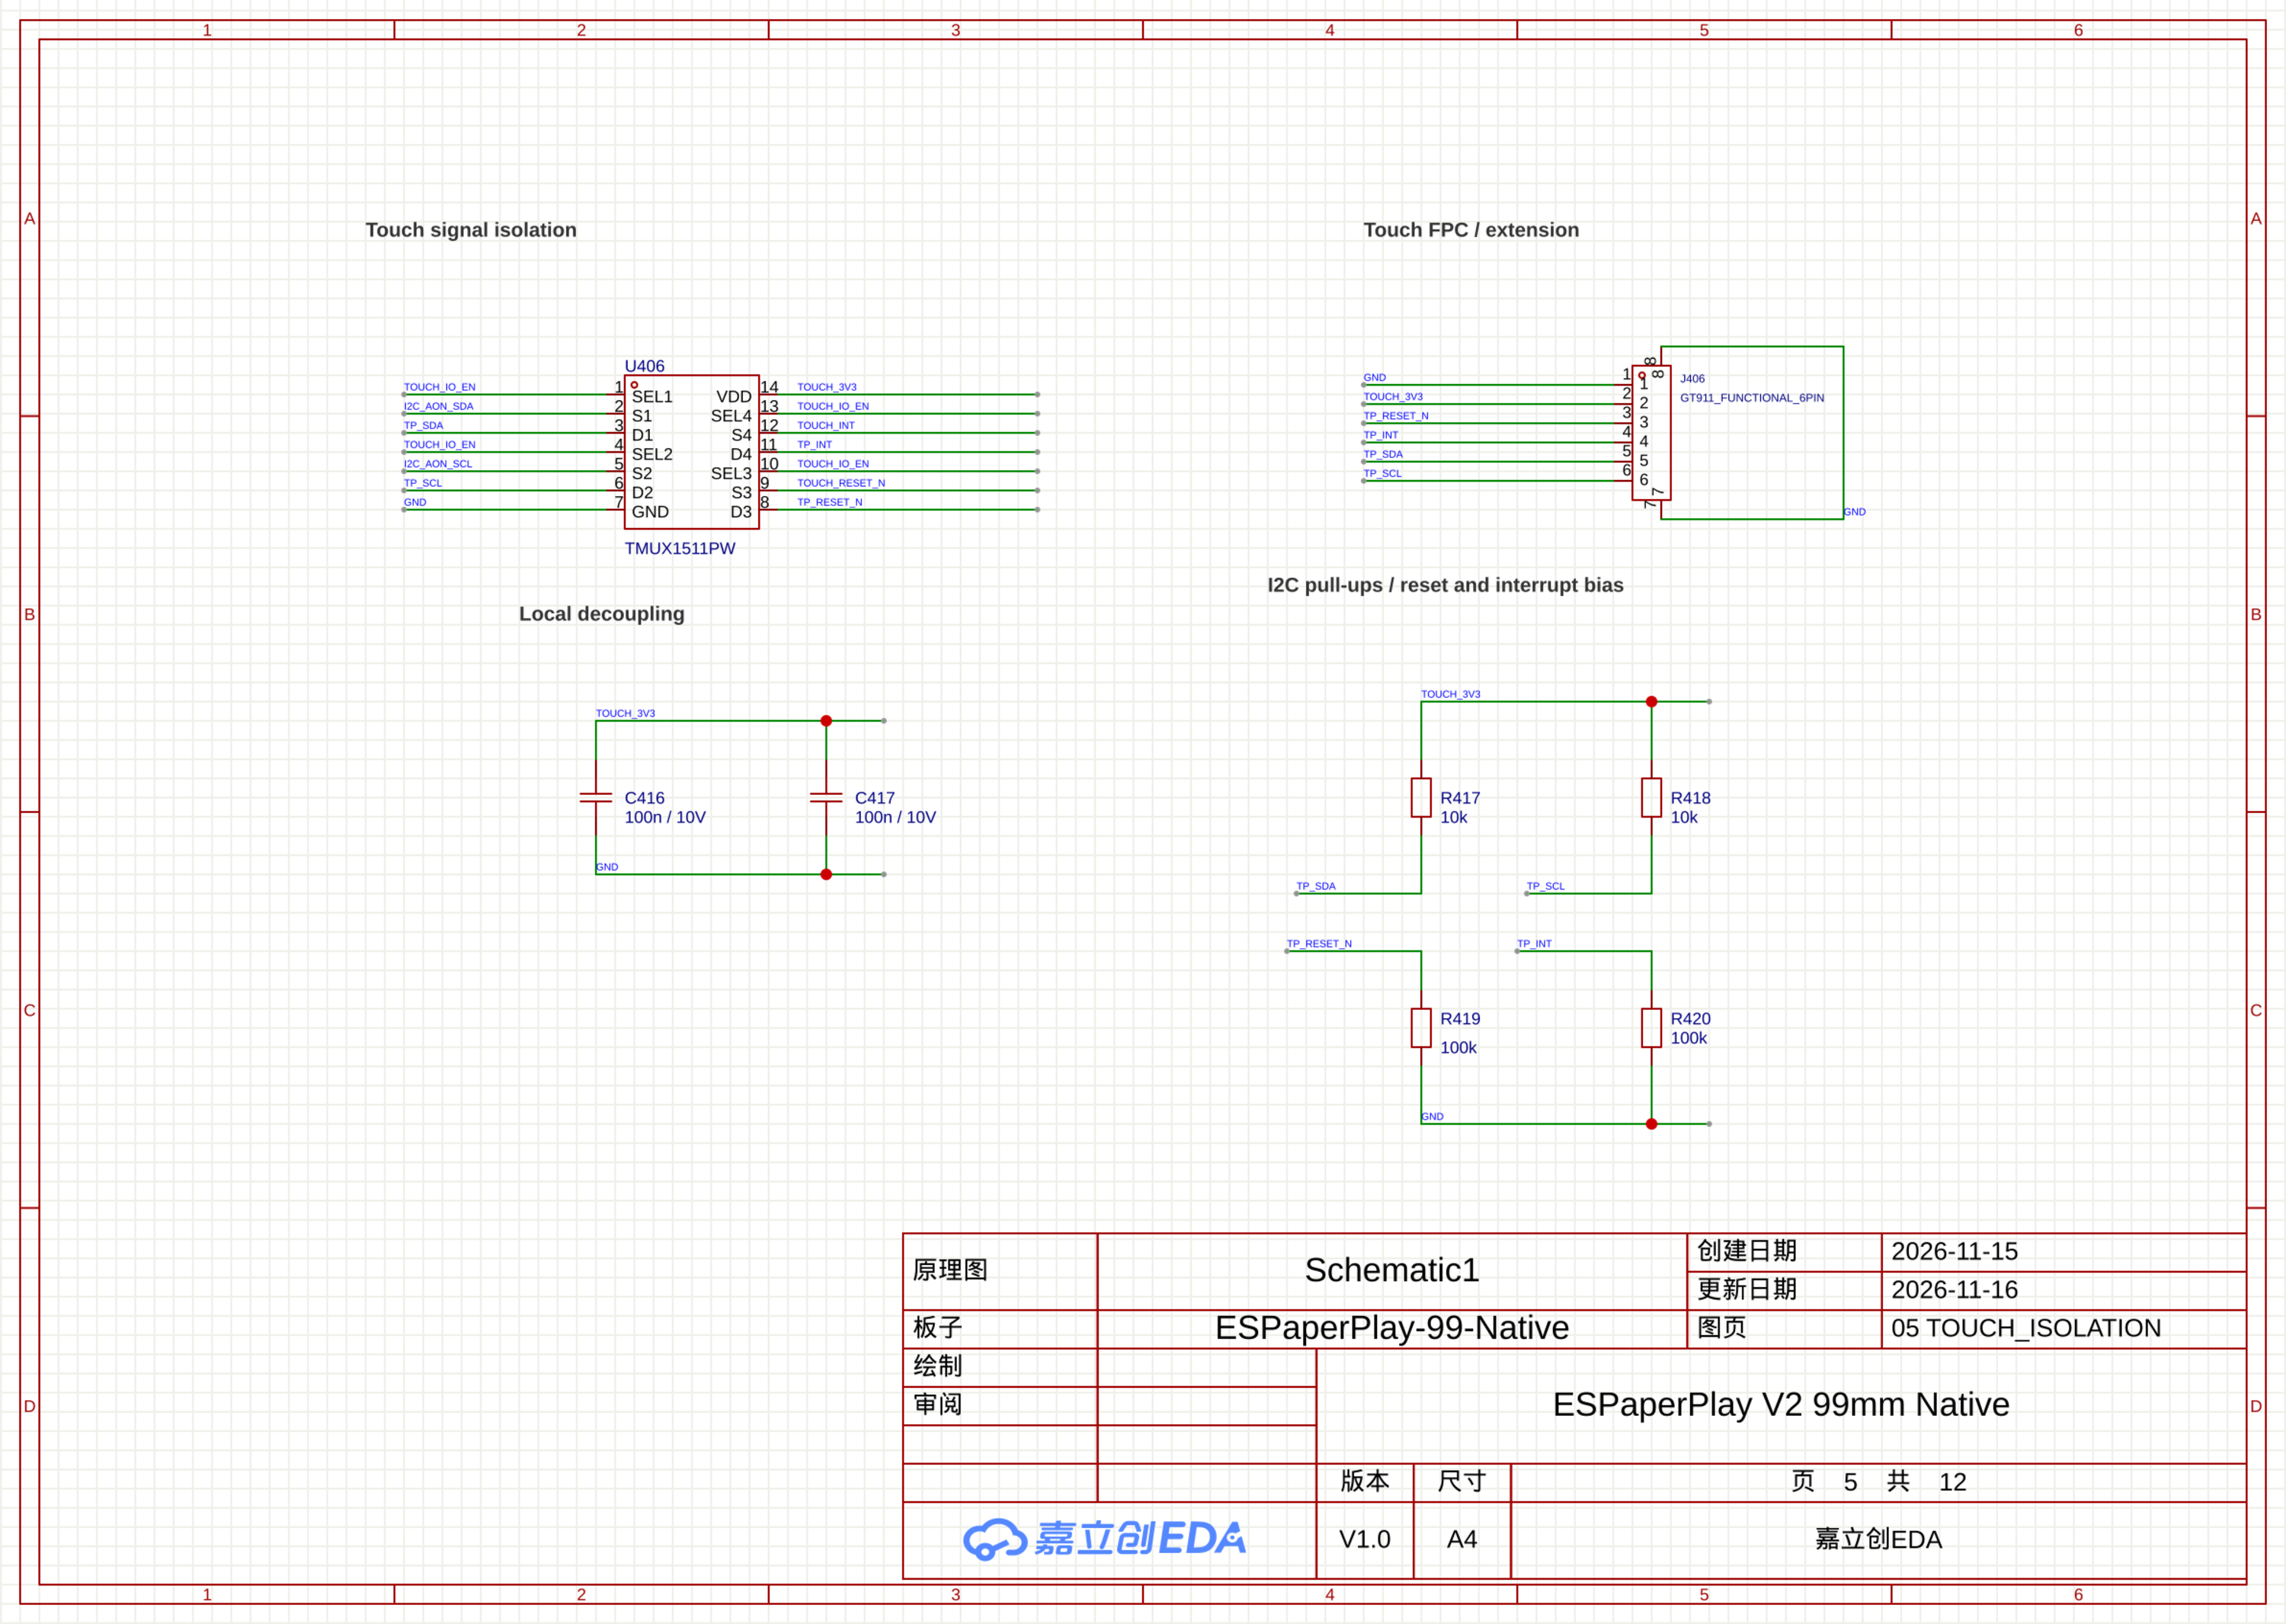 1 2 3 4 5 6
A A
Touch signal isolation
Touch FPC / extension
U406
TOUCH_IO_EN 1 SEL1 VDD 14 TOUCH_3V3
I2C_AON_SDA 2 S1 SEL4 13 TOUCH_IO_EN
TP_SDA 3 D1 S4 12 TOUCH_INT
TOUCH_IO_EN 4 SEL2 D4 11 TP_INT
I2C_AON_SCL 5 S2 SEL3 10 TOUCH_IO_EN
TP_SCL 6 D2 S3 9 TOUCH_RESET_N
GND 7 GND D3 8 TP_RESET_N
TMUX1511PW
8 8
GND 1 1 J406
TOUCH_3V3 2 2 GT911_FUNCTIONAL_6PIN
TP_RESET_N 3 3
TP_INT 4 4
TP_SDA 5 5
TP_SCL 6 6
7 7
GND
I2C pull-ups / reset and interrupt bias
B B
Local decoupling
TOUCH_3V3
C416
100n / 10V
C417
100n / 10V
GND
TOUCH_3V3
R417
10k
R418
10k
TP_SDA TP_SCL
TP_RESET_N TP_INT
C C
R419
100k
R420
100k
GND
原理图 Schematic1 创建日期 2026-11-15
更新日期 2026-11-16
板子 ESPaperPlay-99-Native 图页 05 TOUCH_ISOLATION
绘制
审阅
ESPaperPlay V2 99mm Native
D D
版本 尺寸 页 5 共 12
嘉立创EDA V1.0 A4 嘉立创EDA
1 2 3 4 5 6